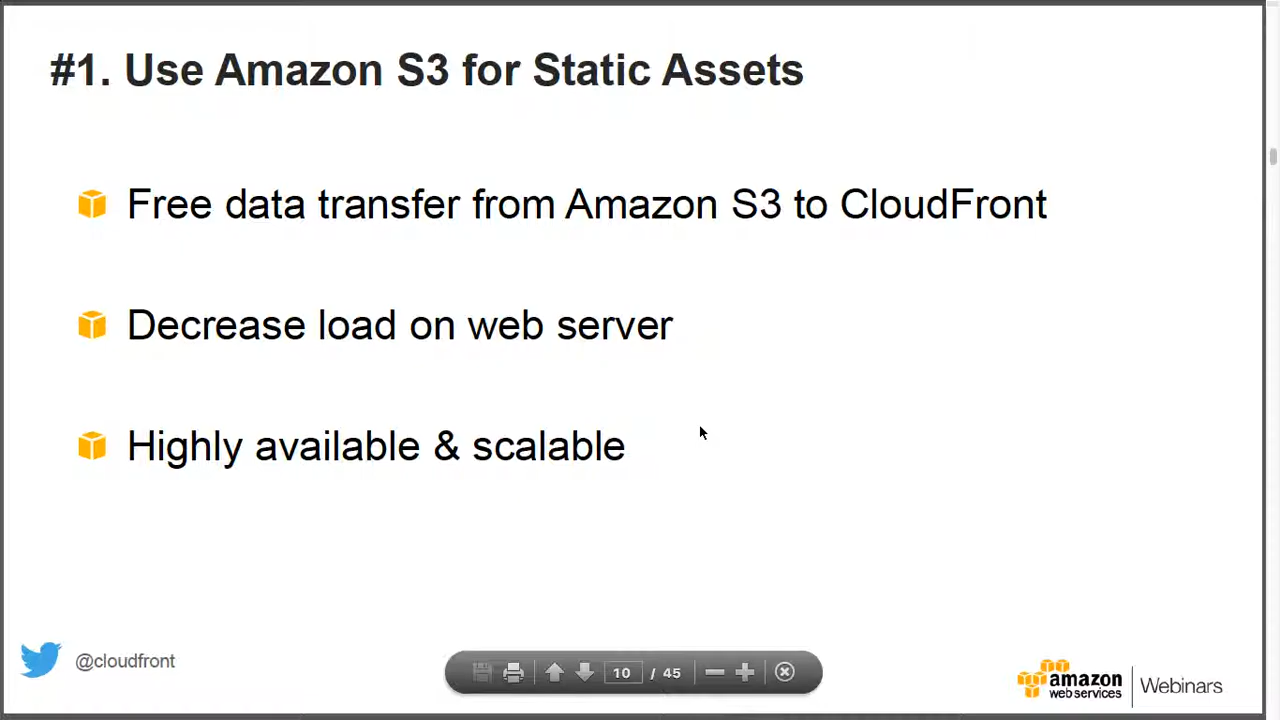 #1. Use Amazon S3 for Static Assets
Free data transfer from Amazon S3 to CloudFront
Decrease load on web server
Highly available & scalable
@cloudfront
10 / 45
amazon
web services
Webinars